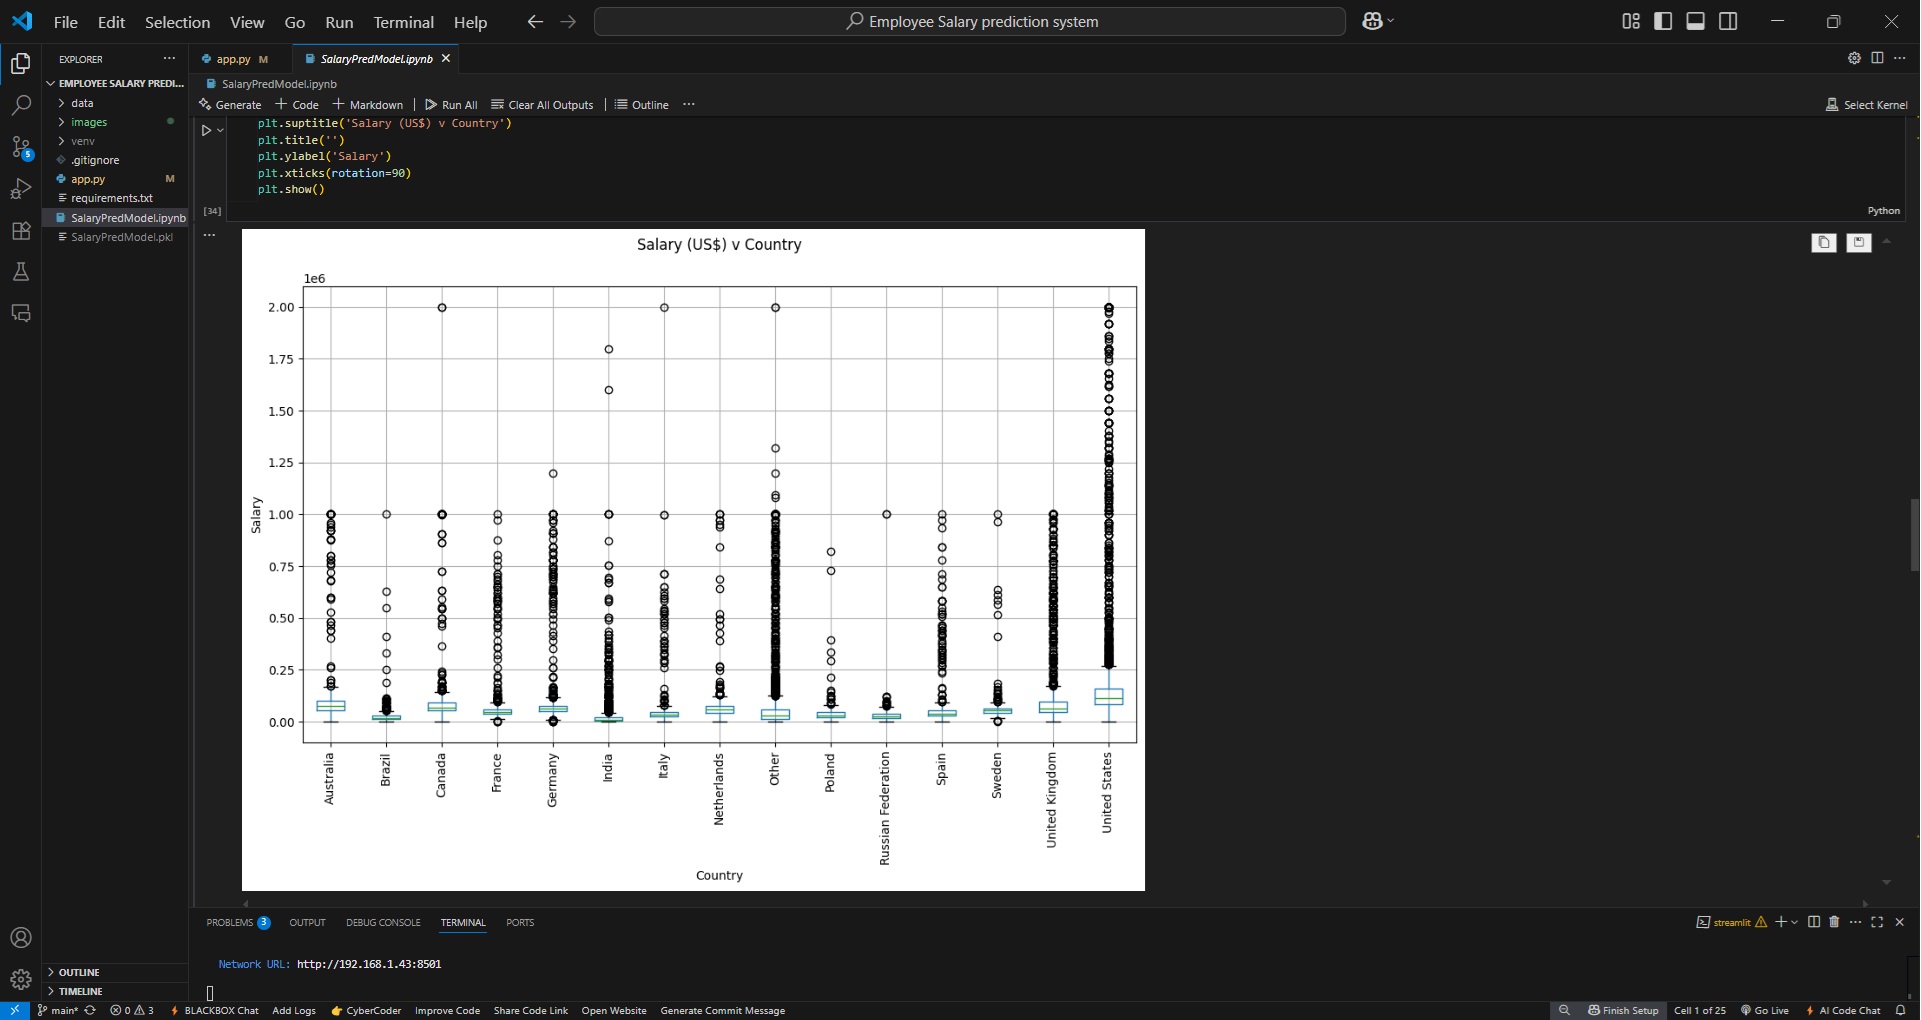 File Edit Selection View Go Run Terminal Help
Employee Salary prediction system
EXPLORER
EMPLOYEE SALARY PREDI...
data
images
venv
.gitignore
app.py M
requirements.txt
SalaryPredModel.ipynb
SalaryPredModel.pkl
OUTLINE
TIMELINE
5
app.py M
SalaryPredModel.ipynb
SalaryPredModel.ipynb
Generate + Code + Markdown Run All Clear All Outputs Outline ...
Select Kernel
plt.suptitle('Salary (US$) v Country')
plt.title('')
plt.ylabel('Salary')
plt.xticks(rotation=90)
plt.show()
[34]
Python
Salary (US$) v Country
1e6
2.00
1.75
1.50
1.25
1.00
0.75
0.50
0.25
0.00
Salary
Australia
Brazil
Canada
France
Germany
India
Italy
Netherlands
Other
Poland
Russian Federation
Spain
Sweden
United Kingdom
United States
Country
PROBLEMS 3 OUTPUT DEBUG CONSOLE TERMINAL PORTS
streamlit
Network URL: http://192.168.1.43:8501
main* 0 3 BLACKBOX Chat Add Logs CyberCoder Improve Code Share Code Link Open Website Generate Commit Message
Finish Setup Cell 1 of 25 Go Live AI Code Chat